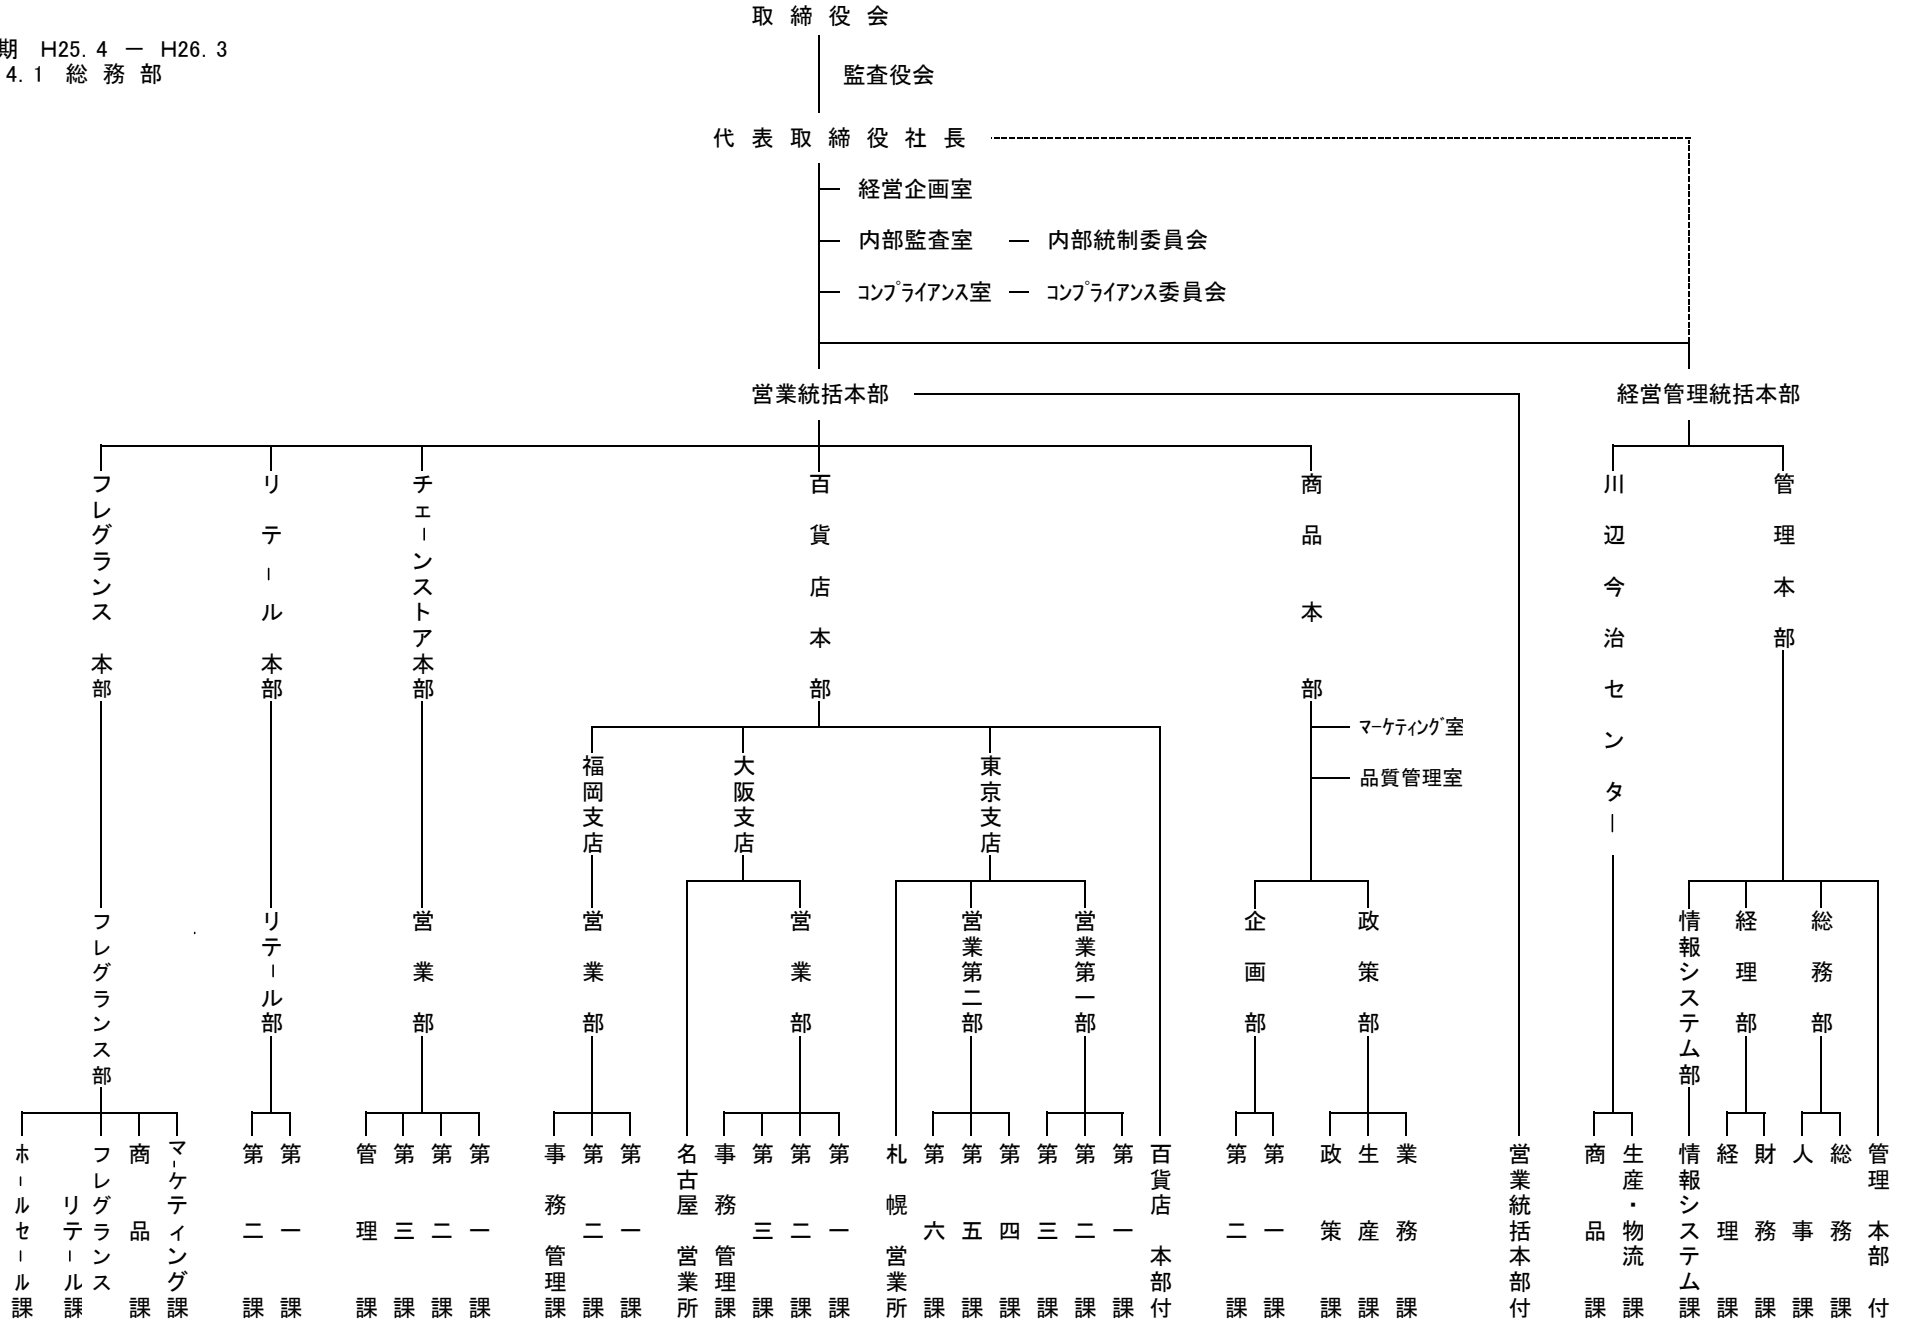 取締役会
期 H25.4 － H26.3
4.1 総務部
監査役会
代表取締役社長
経営企画室
内部監査室 － 内部統制委員会
ｺﾝﾌﾟﾗｲｱﾝｽ室 － ｺﾝﾌﾟﾗｲｱﾝｽ委員会
営業統括本部
経営管理統括本部
フレグランス本部
リテール本部
チェーンストア本部
百貨店本部
商品本部
川辺今治センター
管理本部
ﾏｰｹﾃｨﾝｸﾞ室
品質管理室
福岡支店
大阪支店
東京支店
フレグランス部
リテール部
営業部
営業部
営業部
営業第二部
営業第一部
企画部
政策部
情報システム部
経理部
総務部
ホールセール課
フレグランス
リテール課
商品課
マーケティング課
第二課
第一課
管理課
第三課
第二課
第一課
事務管理課
第二課
第一課
名古屋営業所
事務管理課
第三課
第二課
第一課
札幌営業所
第六課
第五課
第四課
第三課
第二課
第一課
百貨店本部付
第二課
第一課
政策課
生産課
業務課
営業統括本部付
商品課
生産・物流課
情報システム課
経理課
財務課
人事課
総務課
管理本部付